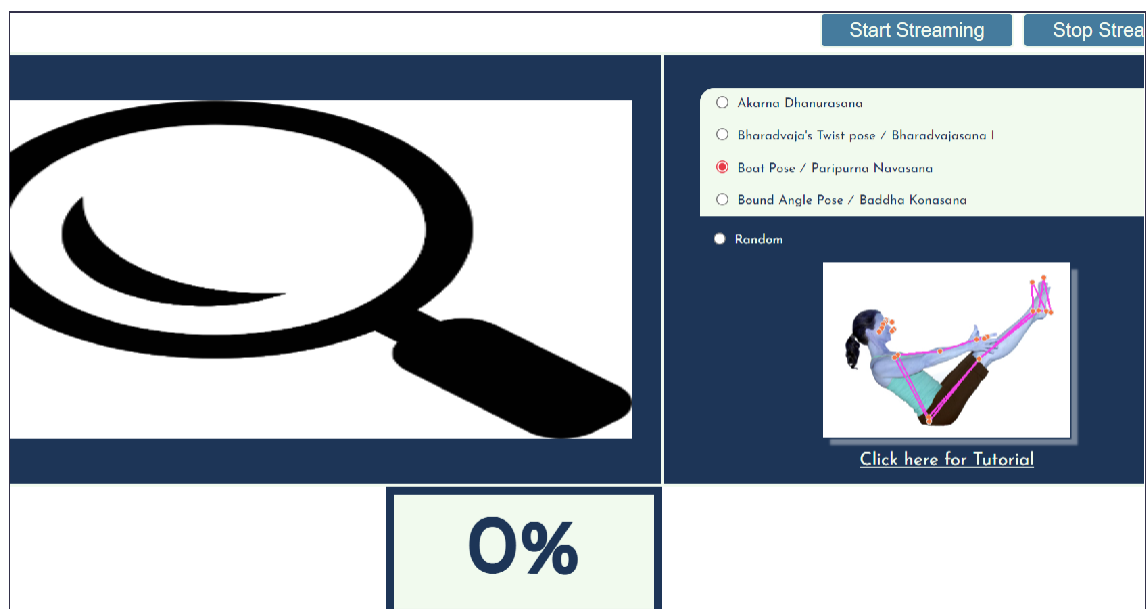 Start Streaming
Stop Strea
Akarna Dhanurasana
Bharadvaja's Twist pose / Bharadvajasana I
Boat Pose / Paripurna Navasana
Bound Angle Pose / Baddha Konasana
Random
Click here for Tutorial
0%